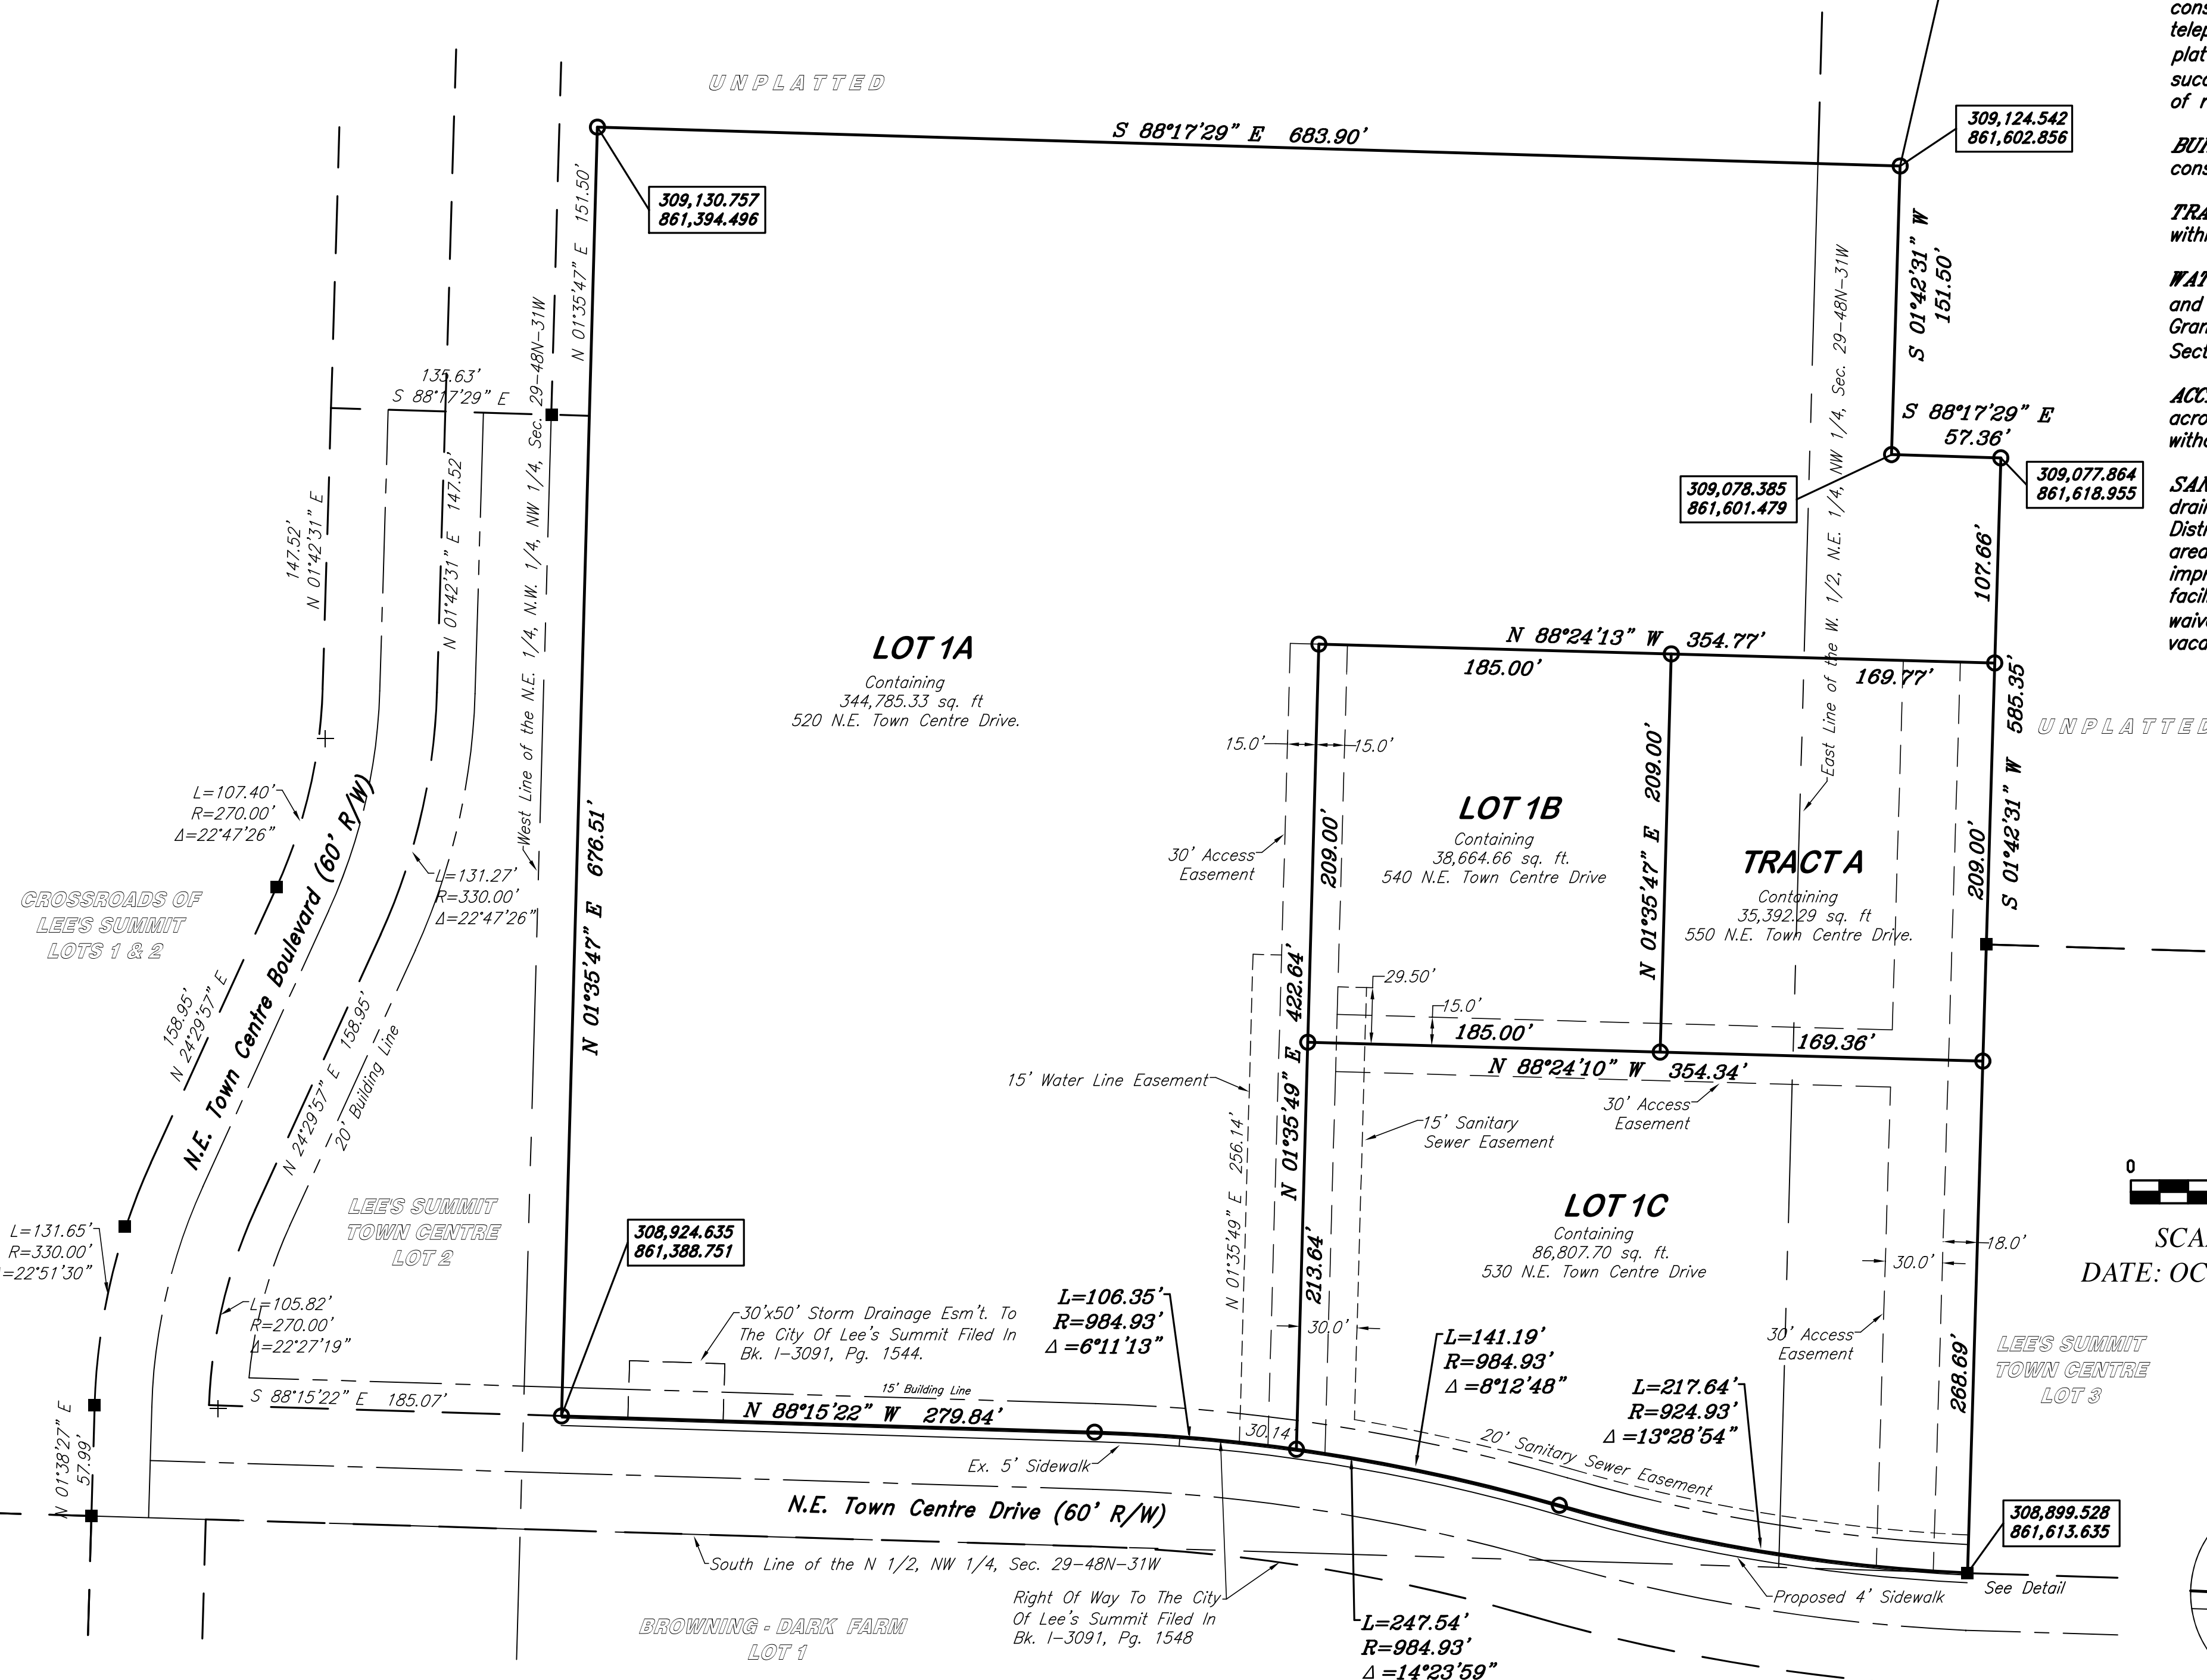 UNPLATTED
S 88°17'29" E 683.90'
309,124.542
861,602.856
309,130.757
861,394.496
N 01°35'47" E 151.50'
S 01°42'31" W
151.50'
135.63'
S 88°17'29" E
S 88°17'29" E
57.36'
309,078.385
861,601.479
309,077.864
861,618.955
147.52'
N 01°42'31" E
N 01°42'31" E 147.52'
West Line of the N.E. 1/4, N.W. 1/4, NW 1/4, Sec. 29-48N-31W
East Line of the W. 1/2, N.E. 1/4, NW 1/4, Sec. 29-48N-31W
107.66'
LOT 1A
Containing
344,785.33 sq. ft
520 N.E. Town Centre Drive.
N 88°24'13" W 354.77'
185.00'
169.77'
S 01°42'31" W 585.35'
UNPLATTED
15.0'
15.0'
L=107.40'
R=270.00'
Δ=22°47'26"
L=131.27'
R=330.00'
Δ=22°47'26"
N 01°35'47" E 676.51'
30' Access
Easement
209.00'
LOT 1B
Containing
38,664.66 sq. ft.
540 N.E. Town Centre Drive
N 01°35'47" E 209.00'
TRACT A
Containing
35,392.29 sq. ft
550 N.E. Town Centre Drive.
209.00'
CROSSROADS OF
LEE'S SUMMIT
LOTS 1 & 2
N.E. Town Centre Boulevard (60' R/W)
158.95'
N 24°29'57" E
N 24°29'57" E 158.95'
20' Building Line
29.50'
15.0'
185.00'
169.36'
N 88°24'10" W 354.34'
N 01°35'49" E 422.64'
15' Water Line Easement
30' Access
Easement
15' Sanitary
Sewer Easement
N 01°35'49" E 256.14'
LOT 1C
Containing
86,807.70 sq. ft.
530 N.E. Town Centre Drive
LEE'S SUMMIT
TOWN CENTRE
LOT 2
L=131.65'
R=330.00'
=22°51'30"
308,924.635
861,388.751
213.64'
30.0'
18.0'
0
DATE: OC
L=105.82'
R=270.00'
Δ=22°27'19"
30'x50' Storm Drainage Esm't. To
The City Of Lee's Summit Filed In
Bk. I-3091, Pg. 1544.
L=106.35'
R=984.93'
Δ=6°11'13"
30.0'
L=141.19'
R=984.93'
Δ=8°12'48"
30' Access
Easement
LEE'S SUMMIT
TOWN CENTRE
LOT 3
268.69'
L=217.64'
R=924.93'
Δ=13°28'54"
S 88°15'22" E 185.07'
15' Building Line
N 88°15'22" W 279.84'
30.14'
20' Sanitary Sewer Easement
N 01°38'27" E
57.99'
Ex. 5' Sidewalk
N.E. Town Centre Drive (60' R/W)
308,899.528
861,613.635
See Detail
South Line of the N 1/2, NW 1/4, Sec. 29-48N-31W
Right Of Way To The City
Of Lee's Summit Filed In
Bk. I-3091, Pg. 1548
Proposed 4' Sidewalk
BROWNING - DARK FARM
LOT 1
L=247.54'
R=984.93'
Δ=14°23'59"
plat
of
and